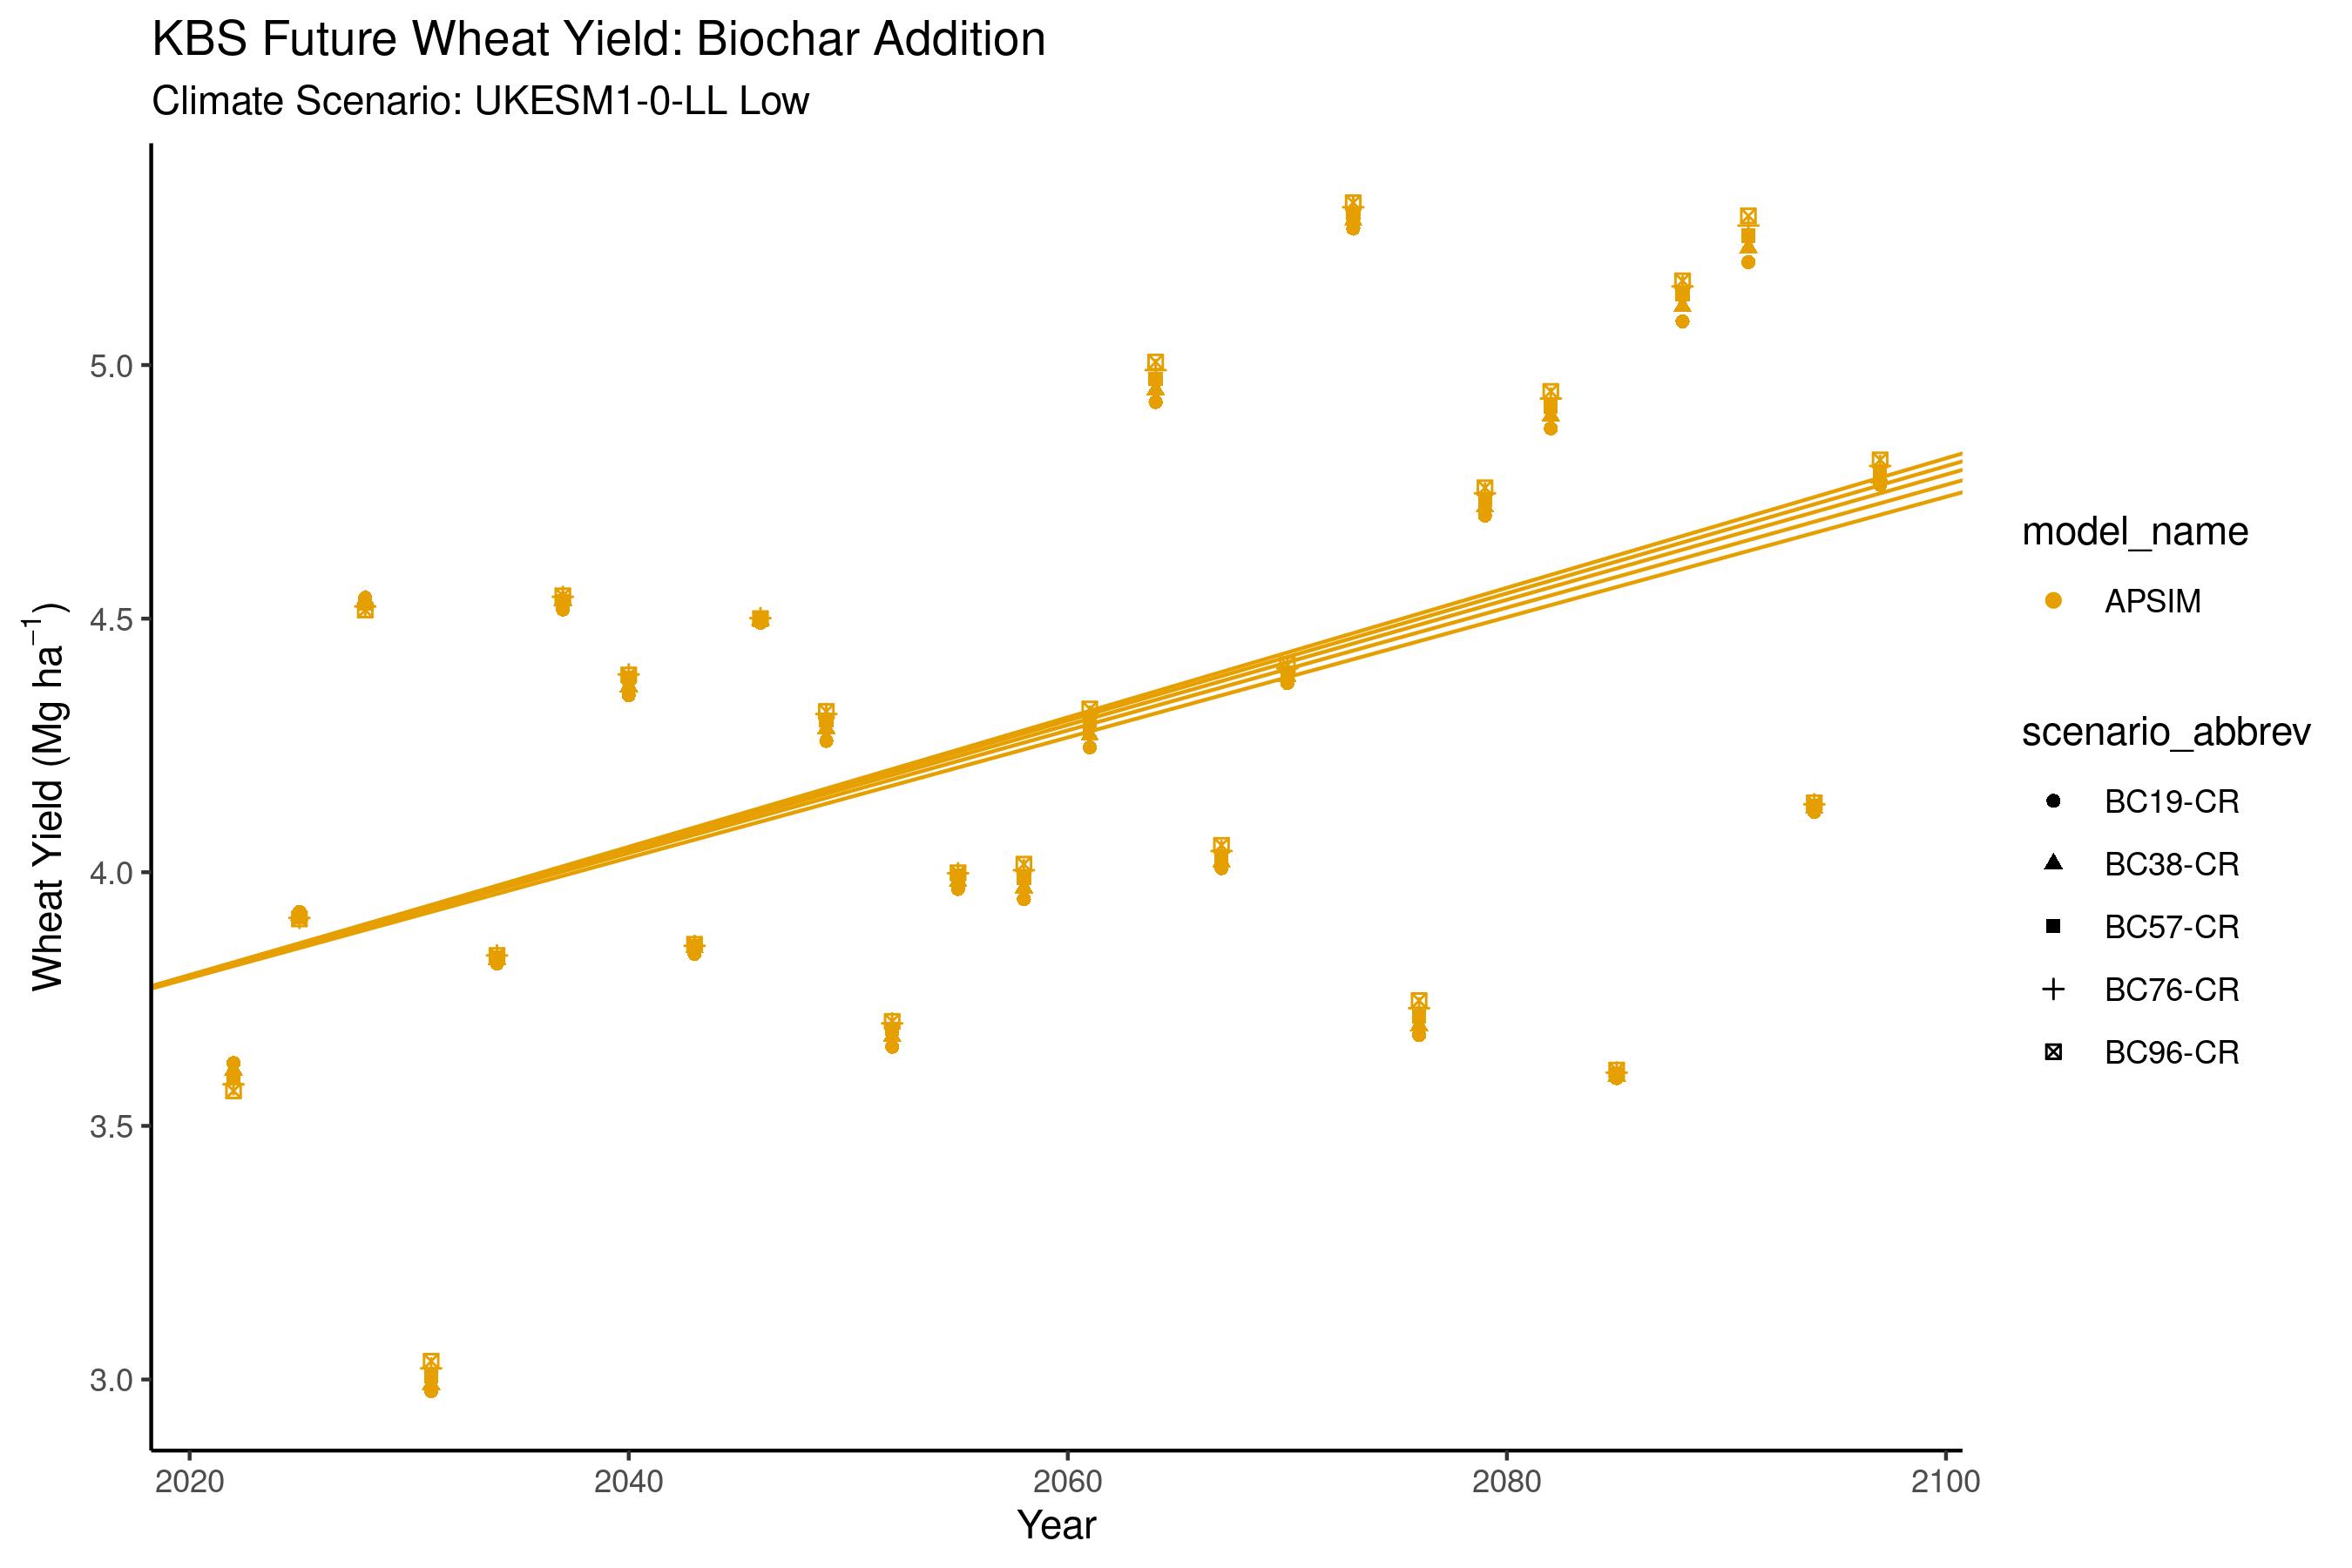 KBS Future Wheat Yield: Biochar Addition
Climate Scenario: UKESM1-0-LL Low
Wheat Yield (Mg ha⁻¹)
5.0
4.5
4.0
3.5
3.0
2020 2040 2060 2080 2100
Year
model_name
APSIM
scenario_abbrev
BC19-CR
BC38-CR
BC57-CR
BC76-CR
BC96-CR